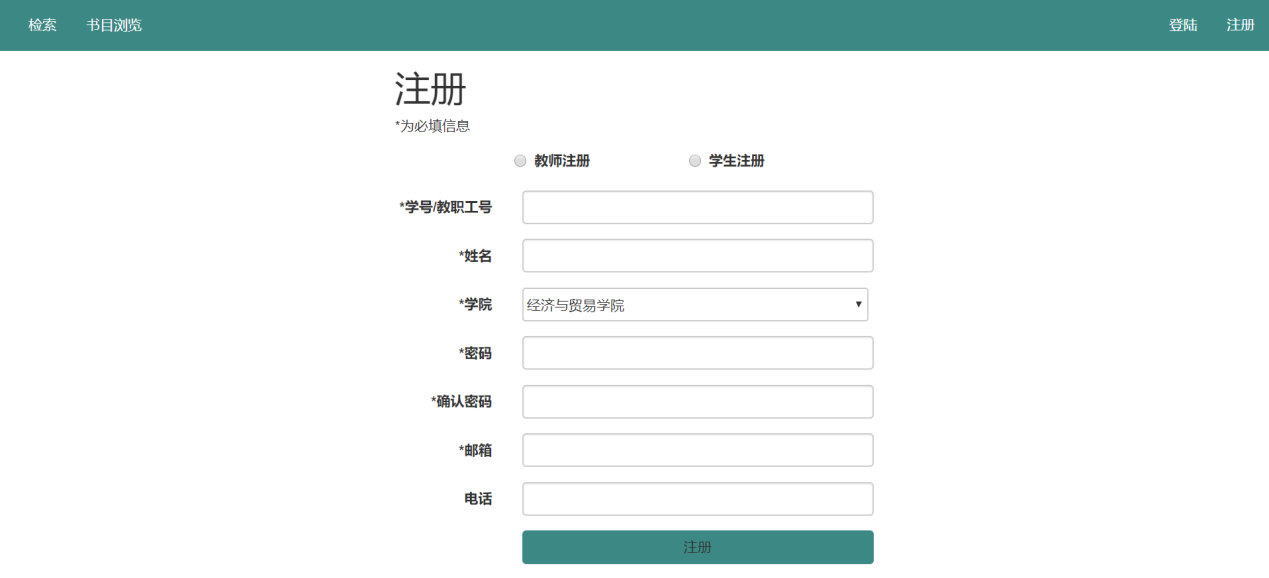 检索 书目浏览 登陆 注册
注册
*为必填信息
教师注册 学生注册
*学号/教职工号
*姓名
*学院 经济与贸易学院
*密码
*确认密码
*邮箱
电话
注册